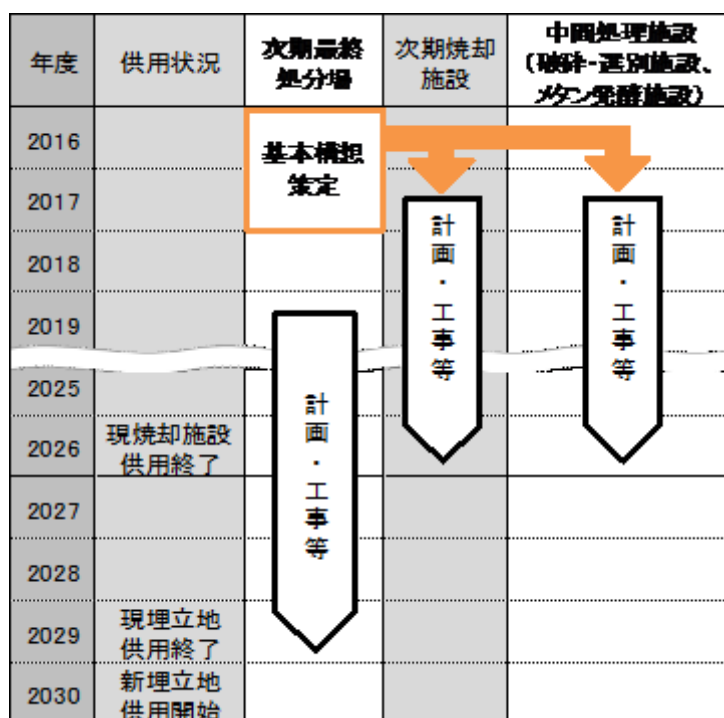 年度
供用状況
次期最終
処分場
次期焼却
施設
中間処理施設
(破砕・選別施設、
メタン発酵施設)
2016
基本構想
策定
2017
計画・工事等
計画・工事等
2018
2019
計画・工事等
2025
2026
現焼却施設
供用終了
2027
2028
2029
現埋立地
供用終了
2030
新埋立地
供用開始